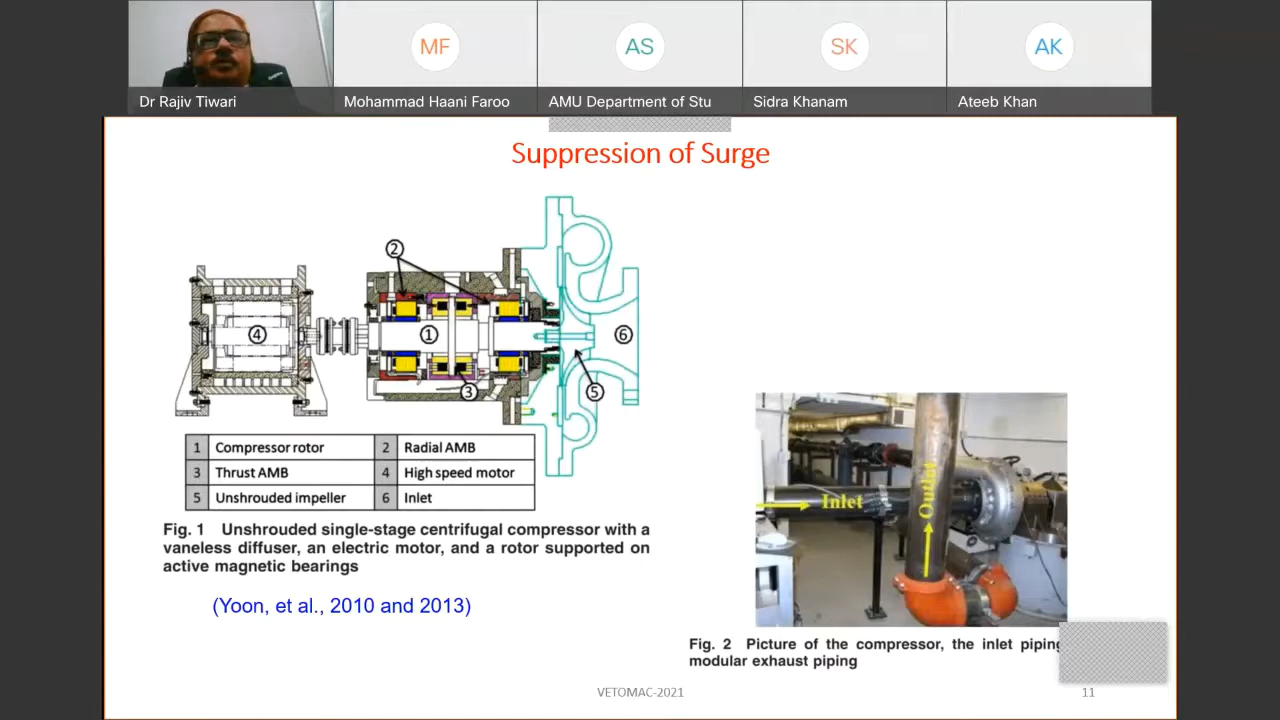 MF
AS
SK
AK
Dr Rajiv Tiwari
Mohammad Haani Faroo
AMU Department of Stu
Sidra Khanam
Ateeb Khan
Suppression of Surge
2
4
1
6
3
5
1 Compressor rotor 2 Radial AMB
3 Thrust AMB 4 High speed motor
5 Unshrouded impeller 6 Inlet
Fig. 1 Unshrouded single-stage centrifugal compressor with a
vaneless diffuser, an electric motor, and a rotor supported on
active magnetic bearings
(Yoon, et al., 2010 and 2013)
Inlet
Outlet
Fig. 2 Picture of the compressor, the inlet piping
modular exhaust piping
VETOMAC-2021
11